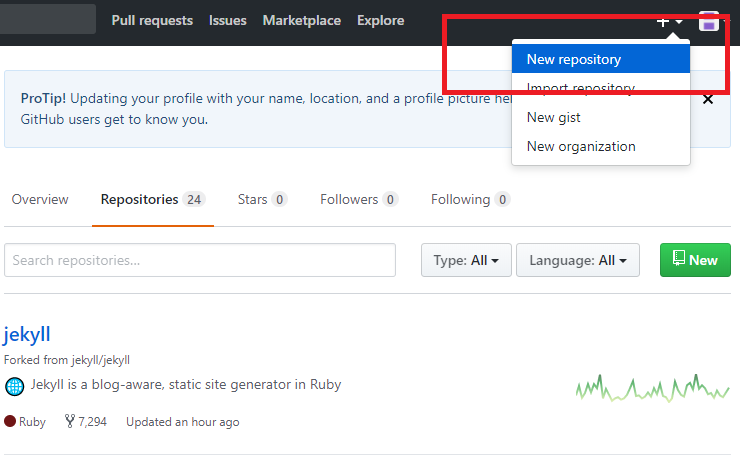 Pull requests Issues Marketplace Explore
New repository
Import repository
New gist
New organization
ProTip! Updating your profile with your name, location, and a profile picture
GitHub users get to know you.
Overview Repositories 24 Stars 0 Followers 0 Following 0
Search repositories... Type: All Language: All New
jekyll
Forked from jekyll/jekyll
Jekyll is a blog-aware, static site generator in Ruby
Ruby 7,294 Updated an hour ago